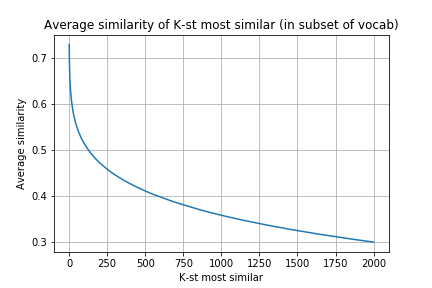 Average similarity of K-st most similar (in subset of vocab)
0.7
0.6
0.5
0.4
0.3
Average similarity
0 250 500 750 1000 1250 1500 1750 2000
K-st most similar